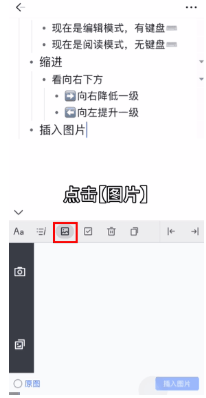 现在是编辑模式，有键盘⌨️
现在是阅读模式，无键盘⌨️
缩进
看向右下方
➡️向右降低一级
⬅️向左提升一级
插入图片
点击【图片】
Aa
原图
插入图片